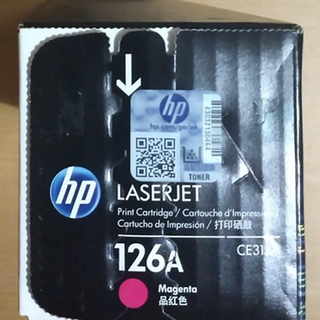 hp
TONER
hp
LASERJET
Print Cartridge / Cartouche d'Impression
Cartucho de Impresión / 打印硒鼓
126A
Magenta
品紅色